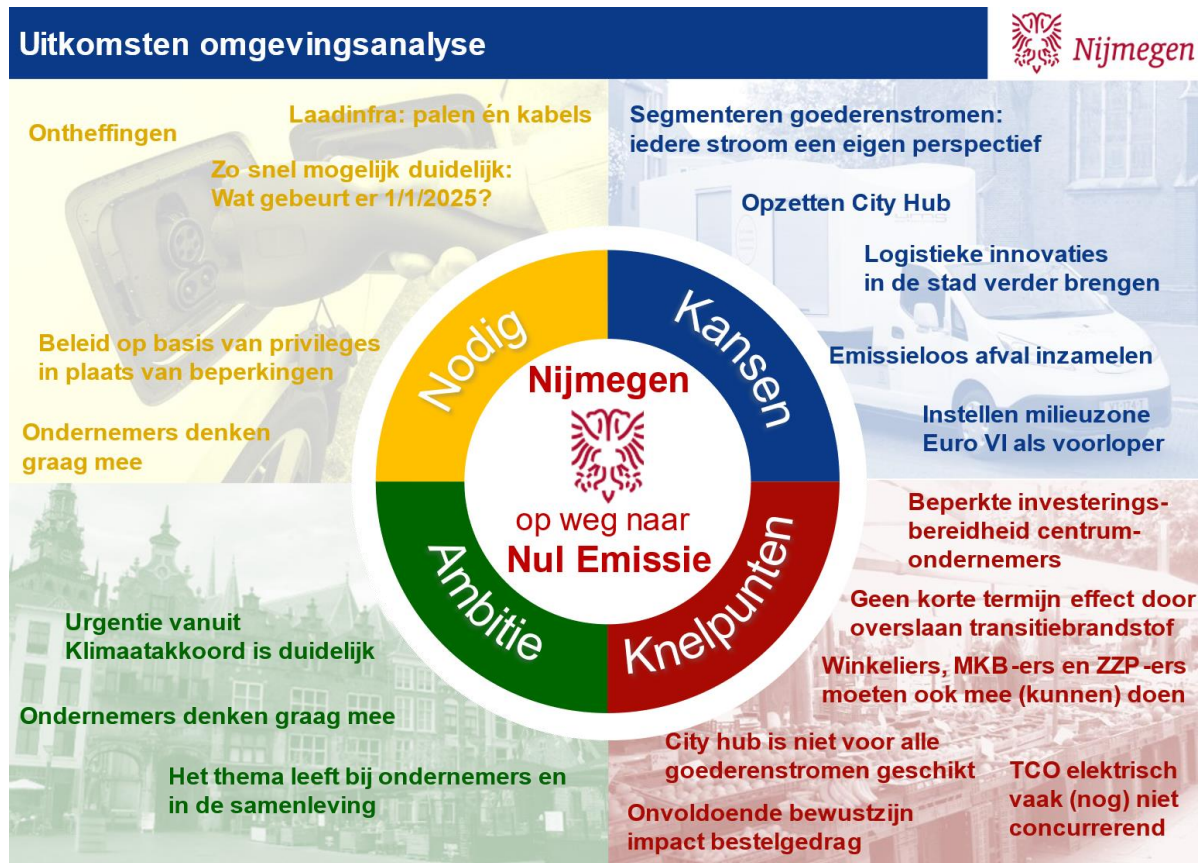 Uitkomsten omgevingsanalyse
Nijmegen
Ontheffingen
Laadinfra: palen én kabels
Zo snel mogelijk duidelijk:
Wat gebeurt er 1/1/2025?
Beleid op basis van privileges
in plaats van beperkingen
Ondernemers denken
graag mee
Segmenteren goederenstromen:
iedere stroom een eigen perspectief
Opzetten City Hub
Logistieke innovaties
in de stad verder brengen
Emissieloos afval inzamelen
Instellen milieuzone
Euro VI als voorloper
Nodig
Kansen
Nijmegen
op weg naar
Nul Emissie
Ambitie
Knelpunten
Urgentie vanuit
Klimaatakkoord is duidelijk
Ondernemers denken graag mee
Het thema leeft bij ondernemers en
in de samenleving
Beperkte investerings-
bereidheid centrum-
ondernemers
Geen korte termijn effect door
overslaan transitiebrandstof
Winkeliers, MKB-ers en ZZP-ers
moeten ook mee (kunnen) doen
City hub is niet voor alle
goederenstromen geschikt
TCO elektrisch
vaak (nog) niet
concurrerend
Onvoldoende bewustzijn
impact bestelgedrag